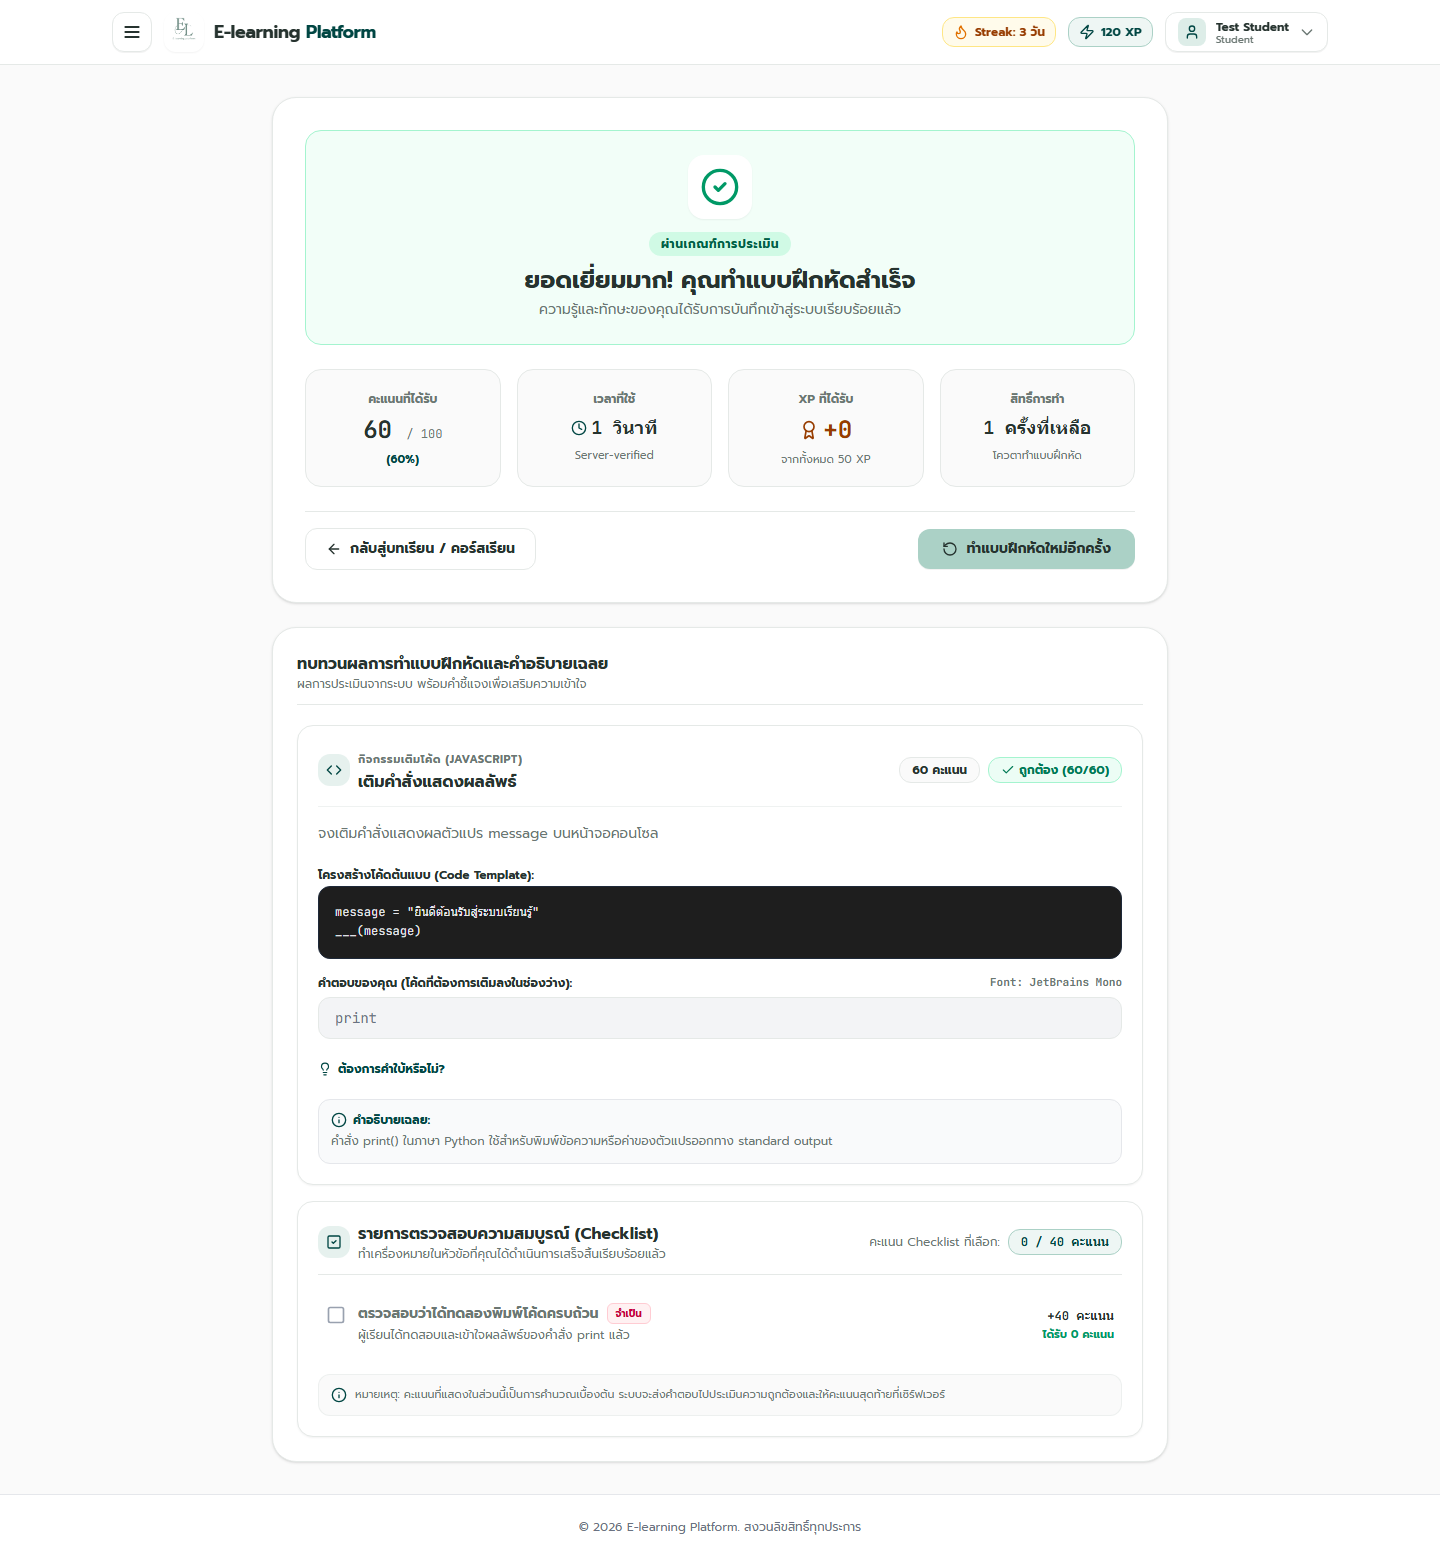 E-learning Platform
Streak: 3 วัน
120 XP
Test Student
Student
ผ่านเกณฑ์การประเมิน
ยอดเยี่ยมมาก! คุณทำแบบฝึกหัดสำเร็จ
ความรู้และทักษะของคุณได้รับการบันทึกเข้าสู่ระบบเรียบร้อยแล้ว
คะแนนที่ได้รับ
60 / 100
(60%)
เวลาที่ใช้
1 วินาที
Server-verified
XP ที่ได้รับ
+0
จากทั้งหมด 50 XP
สิทธิ์การทำ
1 ครั้งที่เหลือ
โควตาทำแบบฝึกหัด
กลับสู่บทเรียน / คอร์สเรียน
ทำแบบฝึกหัดใหม่อีกครั้ง
ทบทวนผลการทำแบบฝึกหัดและคำอธิบายเฉลย
ผลการประเมินจากระบบ พร้อมคำชี้แจงเพื่อเสริมความเข้าใจ
กิจกรรมเติมโค้ด (JAVASCRIPT)
เติมคำสั่งแสดงผลลัพธ์
60 คะแนน
ถูกต้อง (60/60)
จงเติมคำสั่งแสดงผลตัวแปร message บนหน้าจอคอนโซล
โครงสร้างโค้ดต้นแบบ (Code Template):
message = "ยินดีต้อนรับสู่ระบบเรียนรู้"
___(message)
คำตอบของคุณ (โค้ดที่ต้องการเติมลงในช่องว่าง):
Font: JetBrains Mono
print
ต้องการคำใบ้หรือไม่?
คำอธิบายเฉลย:
คำสั่ง print() ในภาษา Python ใช้สำหรับพิมพ์ข้อความหรือค่าของตัวแปรออกทาง standard output
รายการตรวจสอบความสมบูรณ์ (Checklist)
ทำเครื่องหมายในหัวข้อที่คุณได้ดำเนินการเสร็จสิ้นเรียบร้อยแล้ว
คะแนน Checklist ที่เลือก:
0 / 40 คะแนน
ตรวจสอบว่าได้ทดลองพิมพ์โค้ดครบถ้วน
จำเป็น
ผู้เรียนได้ทดสอบและเข้าใจผลลัพธ์ของคำสั่ง print แล้ว
+40 คะแนน
ได้รับ 0 คะแนน
หมายเหตุ: คะแนนที่แสดงในส่วนนี้เป็นการคำนวณเบื้องต้น ระบบจะส่งคำตอบไปประเมินความถูกต้องและให้คะแนนสุดท้ายที่เซิร์ฟเวอร์
© 2026 E-learning Platform. สงวนลิขสิทธิ์ทุกประการ